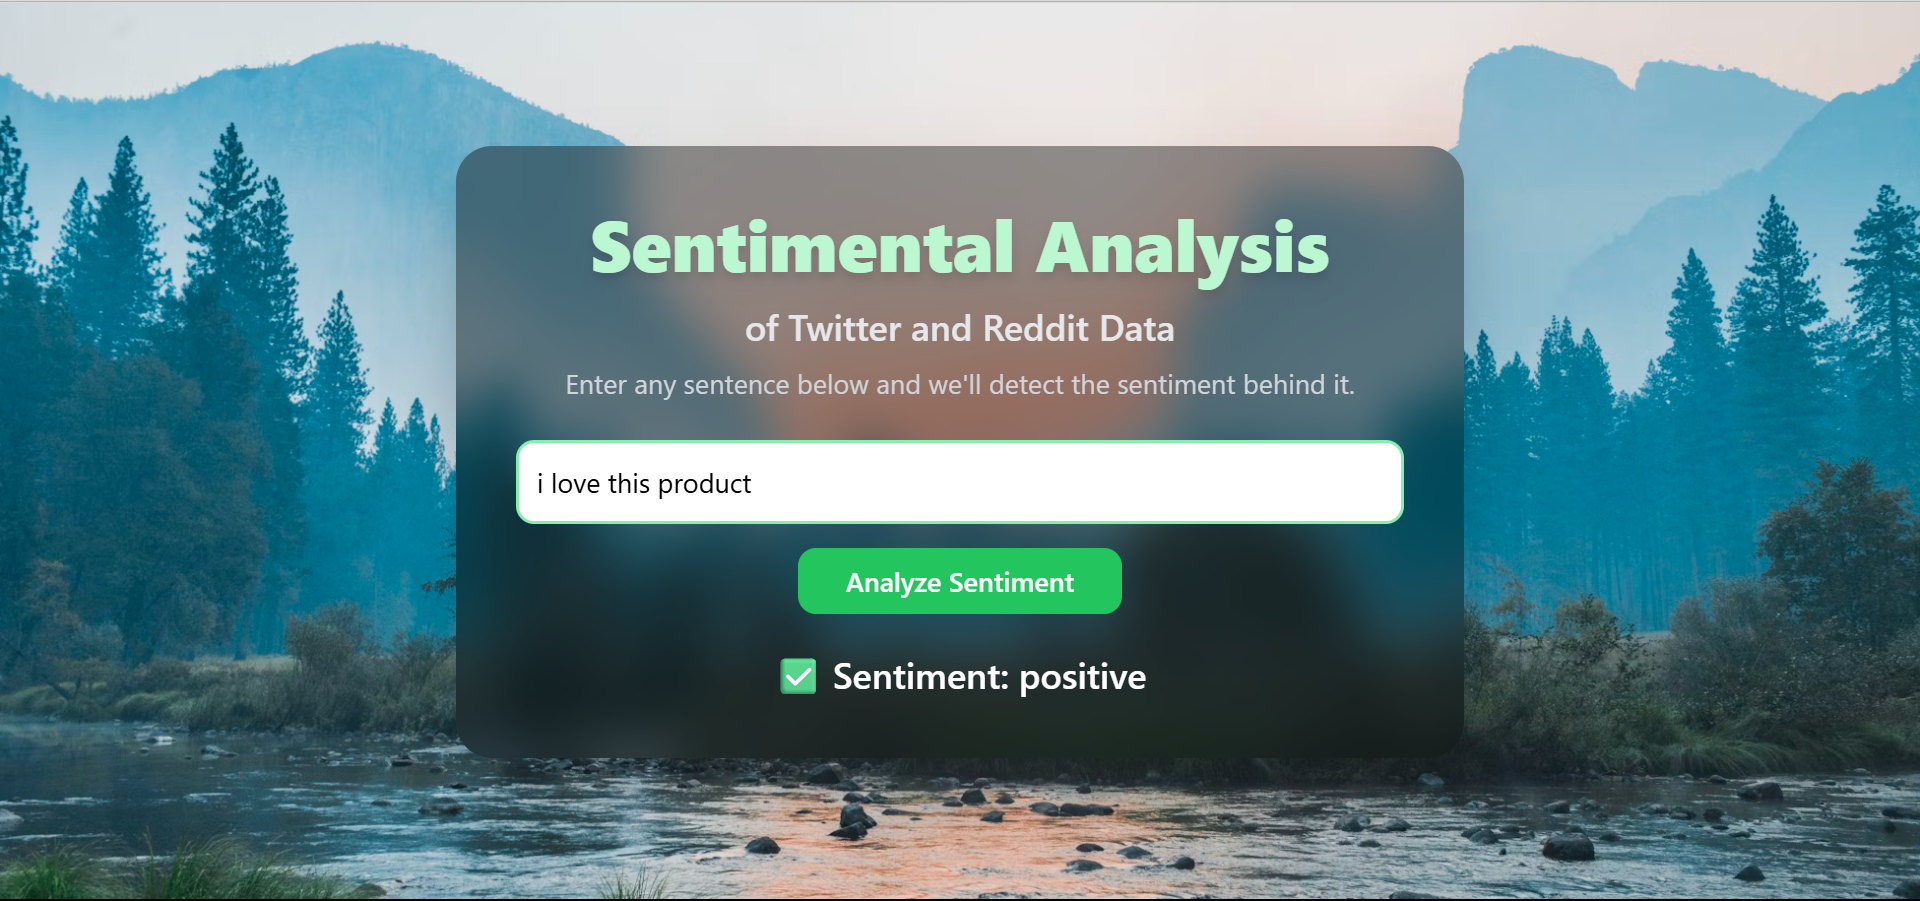 Sentimental Analysis
of Twitter and Reddit Data
Enter any sentence below and we'll detect the sentiment behind it.
i love this product
Analyze Sentiment
✅ Sentiment: positive